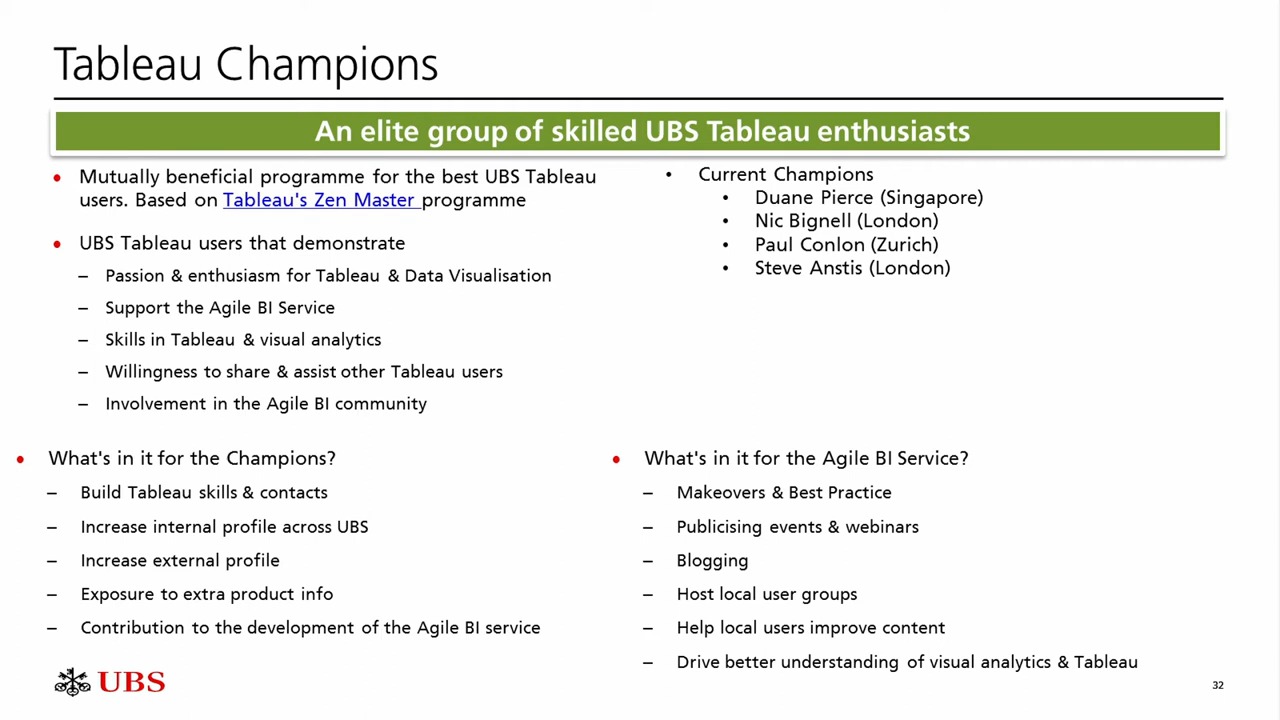 Tableau Champions
An elite group of skilled UBS Tableau enthusiasts
• Mutually beneficial programme for the best UBS Tableau
users. Based on Tableau's Zen Master programme
• UBS Tableau users that demonstrate
– Passion & enthusiasm for Tableau & Data Visualisation
– Support the Agile BI Service
– Skills in Tableau & visual analytics
– Willingness to share & assist other Tableau users
– Involvement in the Agile BI community
• Current Champions
• Duane Pierce (Singapore)
• Nic Bignell (London)
• Paul Conlon (Zurich)
• Steve Anstis (London)
• What's in it for the Champions?
– Build Tableau skills & contacts
– Increase internal profile across UBS
– Increase external profile
– Exposure to extra product info
– Contribution to the development of the Agile BI service
• What's in it for the Agile BI Service?
– Makeovers & Best Practice
– Publicising events & webinars
– Blogging
– Host local user groups
– Help local users improve content
– Drive better understanding of visual analytics & Tableau
UBS
32